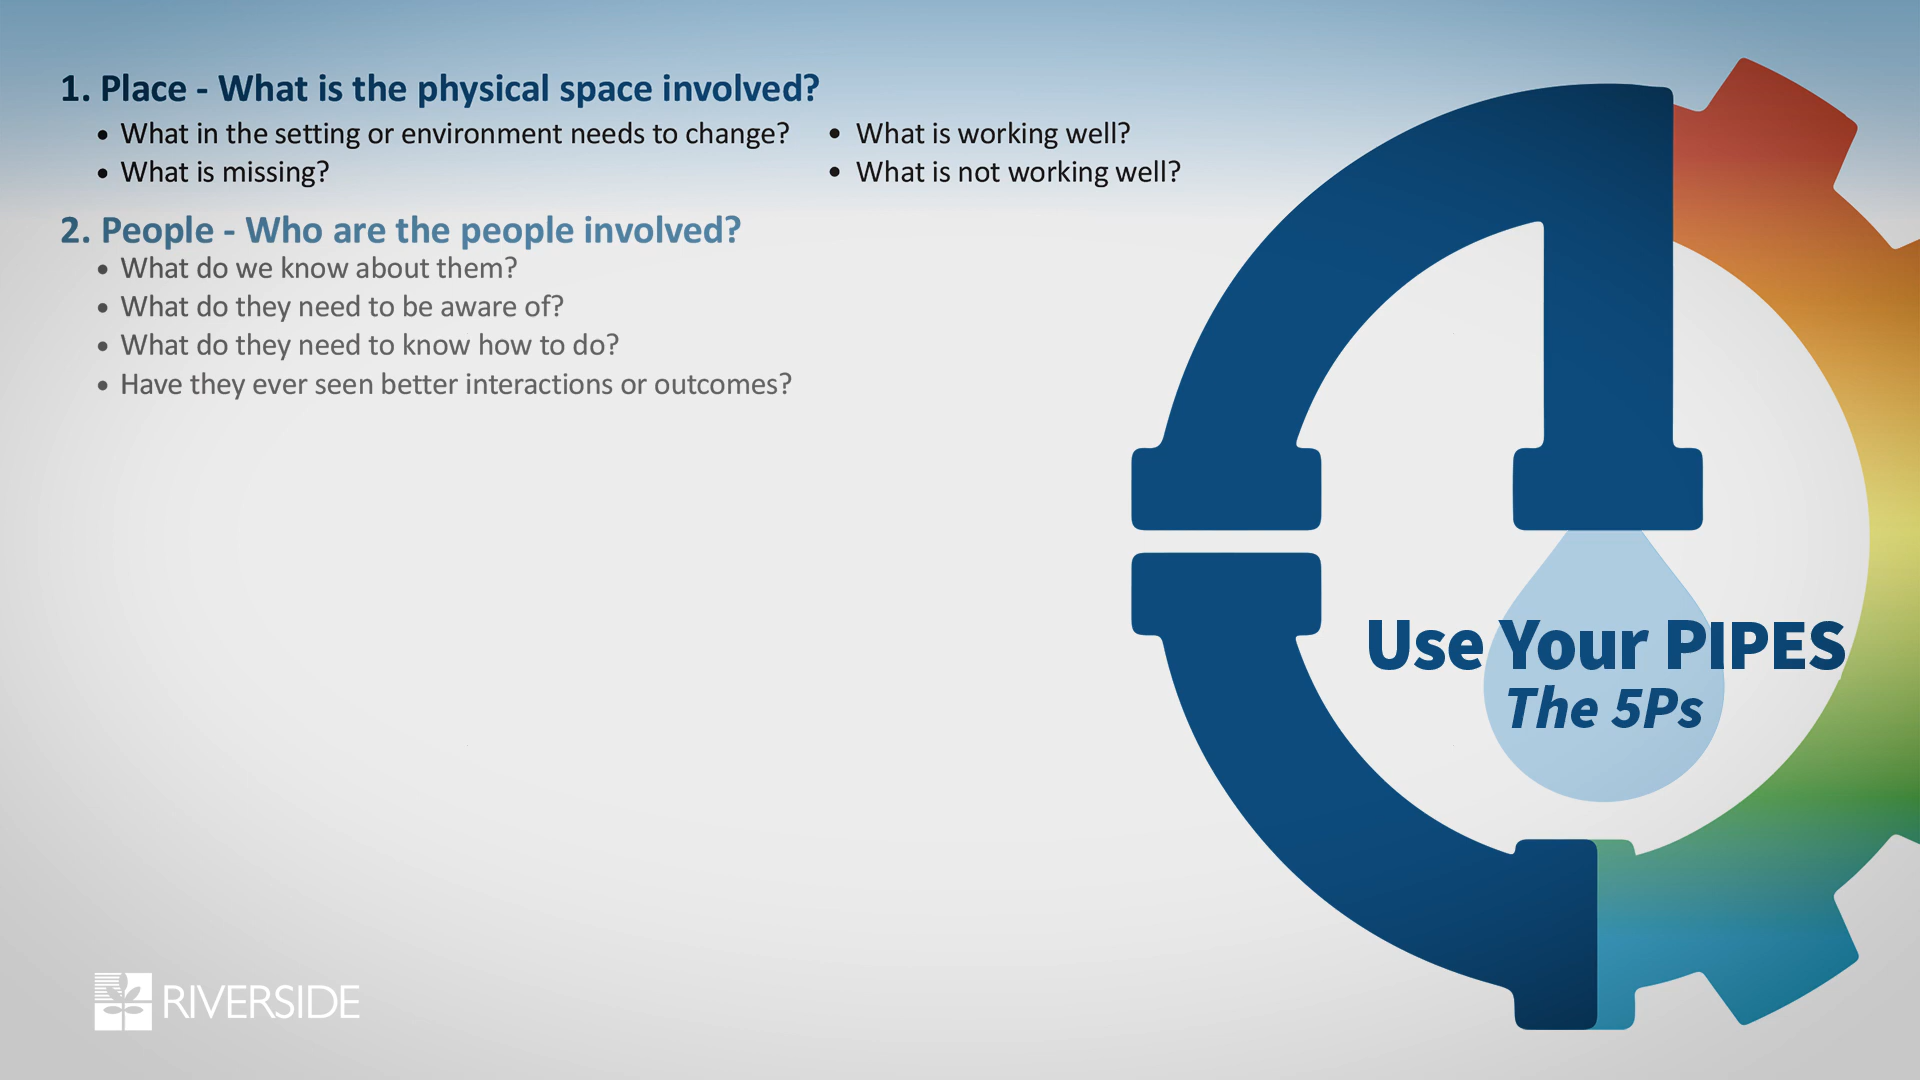 1. Place - What is the physical space involved?
• What in the setting or environment needs to change?
• What is missing?
• What is working well?
• What is not working well?
2. People - Who are the people involved?
• What do we know about them?
• What do they need to be aware of?
• What do they need to know how to do?
• Have they ever seen better interactions or outcomes?
Use Your PIPES
The 5Ps
RIVERSIDE